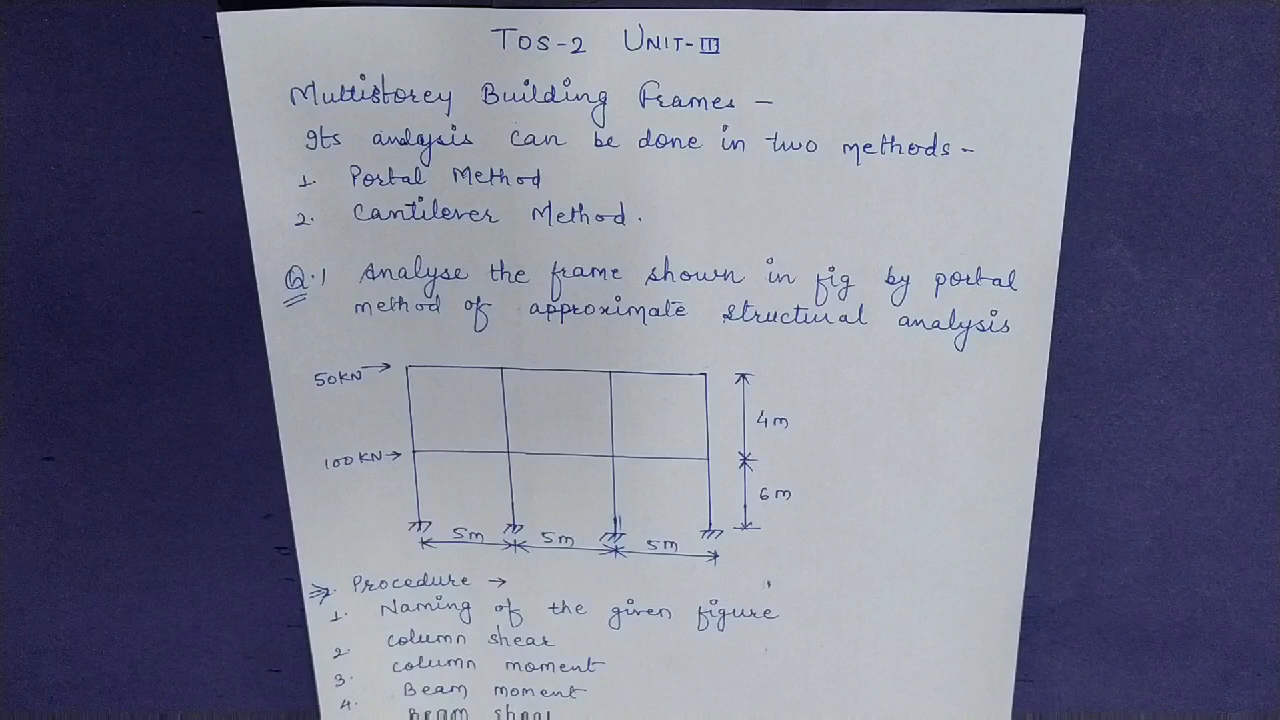 TOS-2 UNIT-III
Multistorey Building Frames -
Its analysis can be done in two methods -
1. Portal Method
2. Cantilever Method.
Q.1 Analyse the frame shown in fig by portal
method of approximate structural analysis
50KN →
4m
100KN →
6m
5m 5m 5m
⇒ Procedure →
1. Naming of the given figure
2. column shear
3. column moment
4. Beam moment
Beam shear